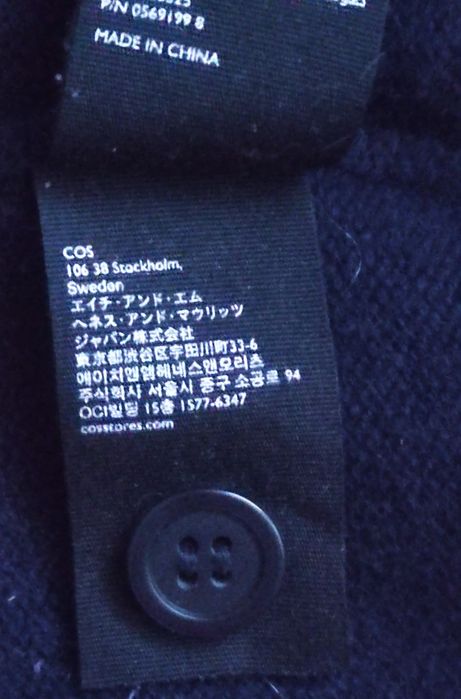 P/N 0569199 8
MADE IN CHINA
COS
106 38 Stockholm,
Sweden
エイチ・アンド・エム
ヘネス・アンド・マウリッツ
ジャパン株式会社
東京都渋谷区宇田川町33-6
에이치앤엠헤네스앤모리츠
주식회사 서울시 중구 소공로 94
OCI빌딩 15층 1577-6347
cosstores.com